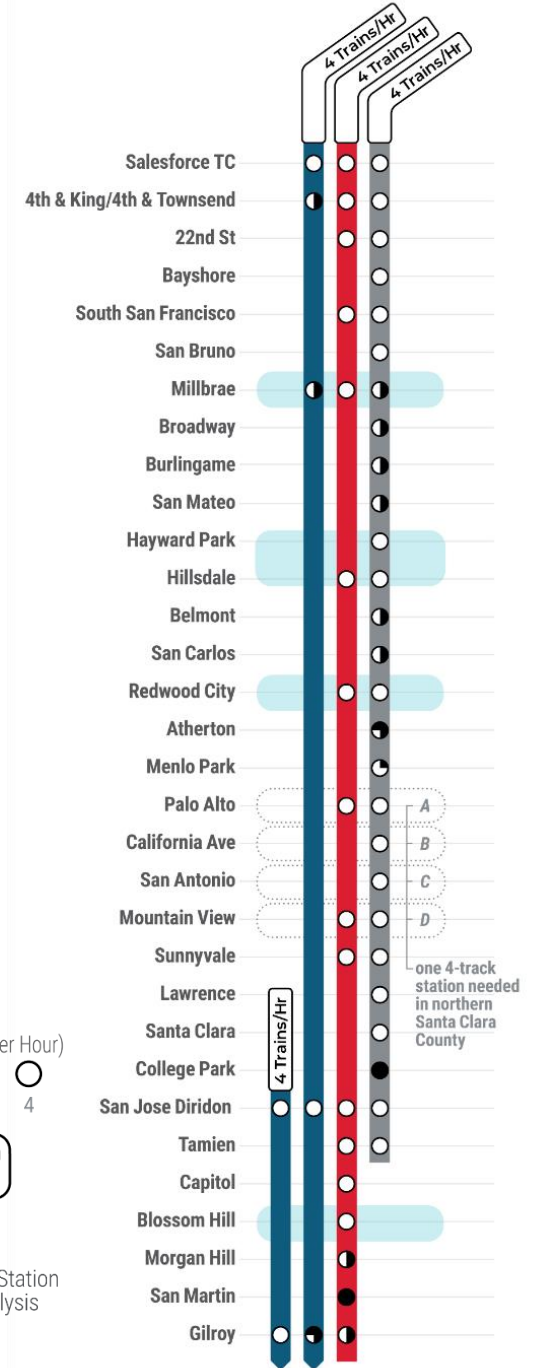 4 Trains/Hr
4 Trains/Hr
4 Trains/Hr
Salesforce TC
4th & King/4th & Townsend
22nd St
Bayshore
South San Francisco
San Bruno
Millbrae
Broadway
Burlingame
San Mateo
Hayward Park
Hillsdale
Belmont
San Carlos
Redwood City
Atherton
Menlo Park
Palo Alto
A
California Ave
B
San Antonio
C
Mountain View
D
Sunnyvale
one 4-track
station needed
in northern
Santa Clara
County
Lawrence
Santa Clara
4 Trains/Hr
er Hour)
4
College Park
San Jose Diridon
Tamien
Capitol
Blossom Hill
Morgan Hill
Station
lysis
San Martin
Gilroy